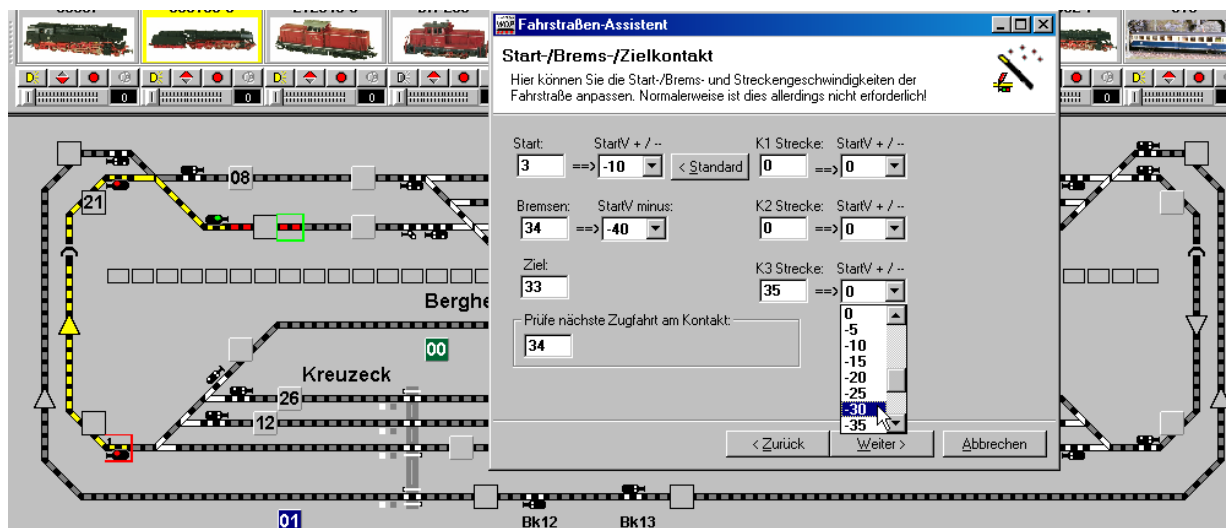 WDP Fahrstraßen-Assistent
Start-/Brems-/Zielkontakt
Hier können Sie die Start-/Brems- und Streckengeschwindigkeiten der
Fahrstraße anpassen. Normalerweise ist dies allerdings nicht erforderlich!
Start: StartV + / -- K1 Strecke: StartV + / --
3 ==> -10 < Standard 0 ==> 0
Bremsen: StartV minus: K2 Strecke: StartV + / --
34 ==> -40 0 ==> 0
Ziel: K3 Strecke: StartV + / --
33 35 ==> 0
Prüfe nächste Zugfahrt am Kontakt:
34
0
-5
-10
-15
-20
-25
-30
-35
< Zurück Weiter > Abbrechen
0 0 0 0
08
21
Berghe
00
Kreuzeck
26
12
01
Bk12 Bk13